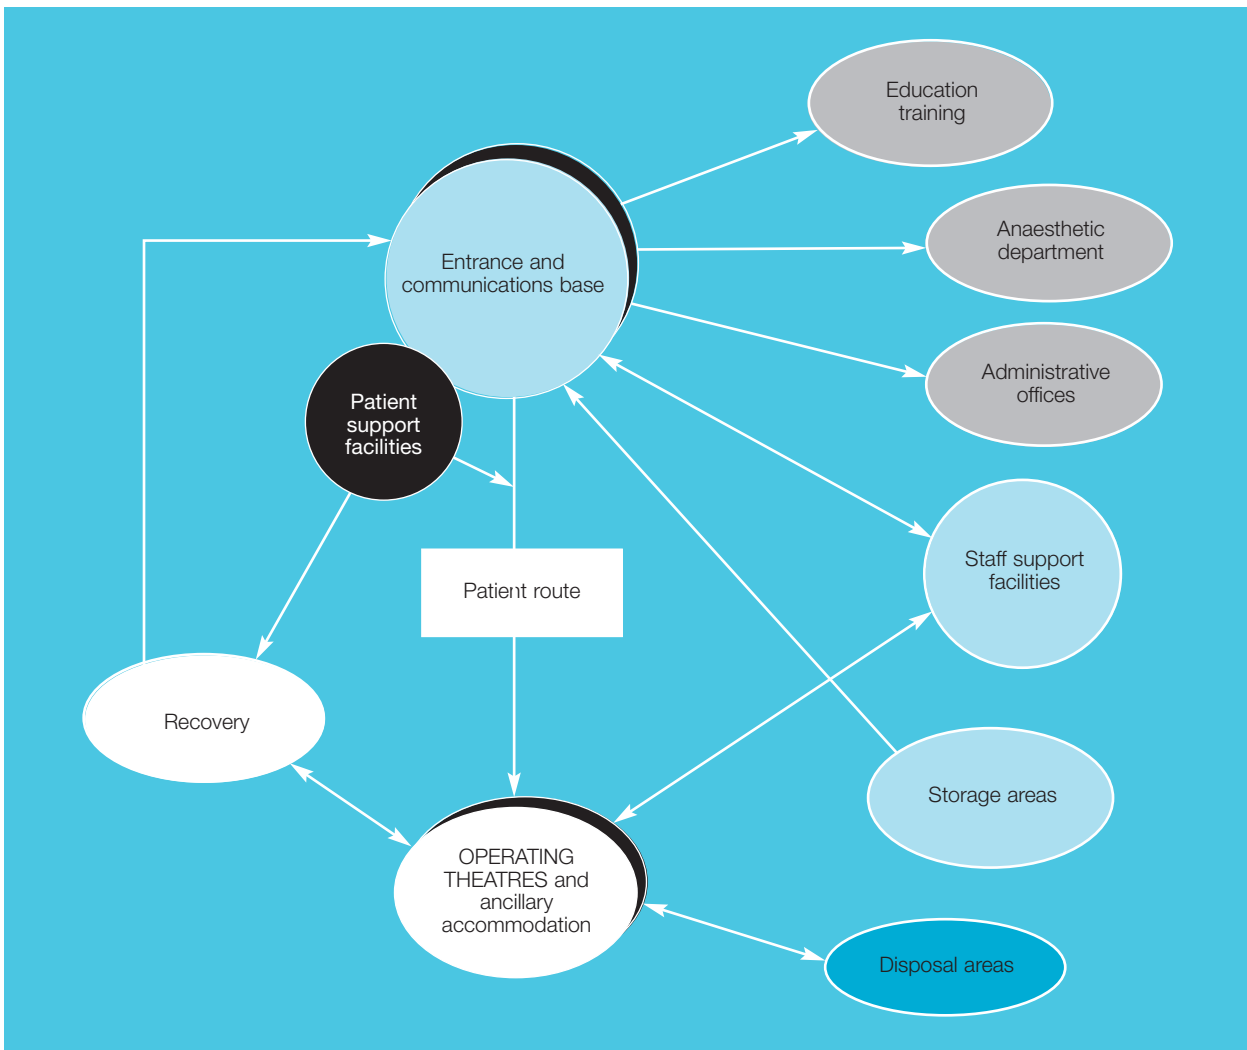 Education
training
Anaesthetic
department
Entrance and
communications base
Administrative
offices
Patient
support
facilities
Staff support
facilities
Patient route
Recovery
Storage areas
OPERATING
THEATRES and
ancillary
accommodation
Disposal areas